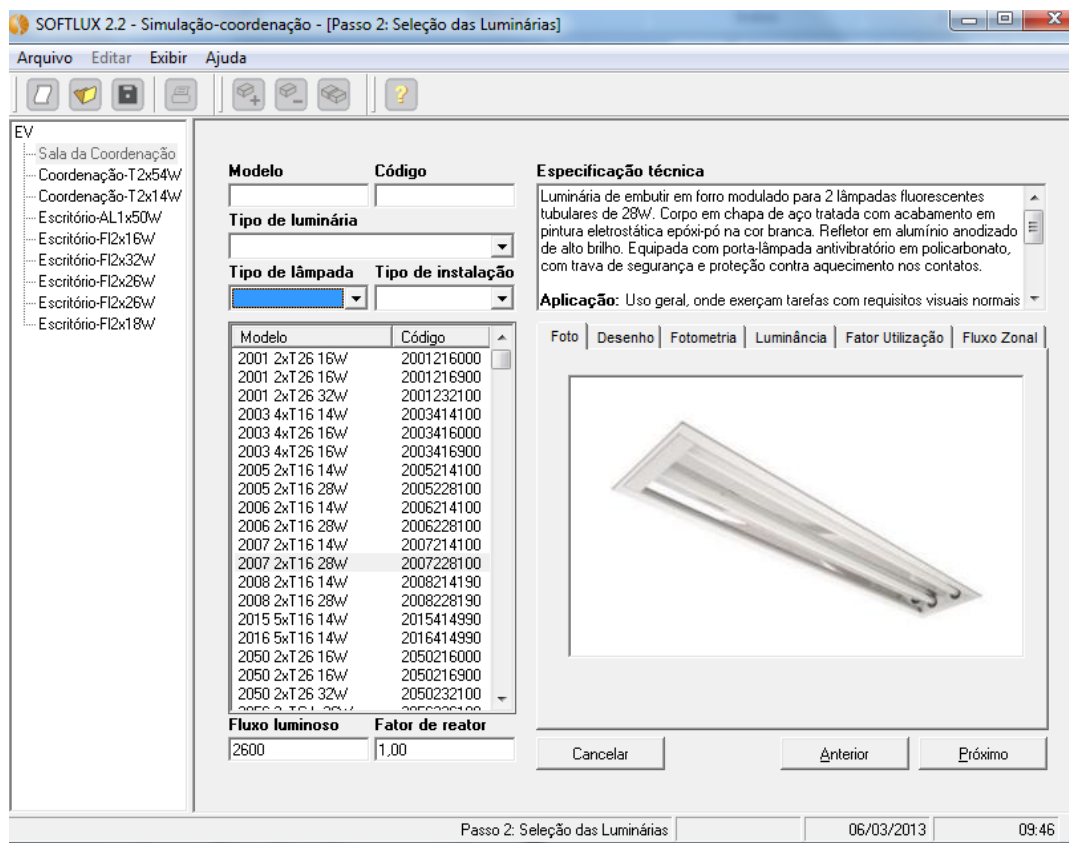 SOFTLUX 2.2 - Simulação-coordenação - [Passo 2: Seleção das Luminárias]
Arquivo Editar Exibir Ajuda
EV
Sala da Coordenação
Coordenação-T2x54W
Coordenação-T2x14W
Escritório-AL1x50W
Escritório-Fl2x16W
Escritório-Fl2x32W
Escritório-Fl2x26W
Escritório-Fl2x26W
Escritório-Fl2x18W
Modelo Código
Tipo de luminária
Tipo de lâmpada Tipo de instalação
Modelo Código
2001 2xT26 16W 2001216000
2001 2xT26 16W 2001216900
2001 2xT26 32W 2001232100
2003 4xT16 14W 2003414100
2003 4xT26 16W 2003416000
2003 4xT26 16W 2003416900
2005 2xT16 14W 2005214100
2005 2xT16 28W 2005228100
2006 2xT16 14W 2006214100
2006 2xT16 28W 2006228100
2007 2xT16 14W 2007214100
2007 2xT16 28W 2007228100
2008 2xT16 14W 2008214190
2008 2xT16 28W 2008228190
2015 5xT16 14W 2015414990
2016 5xT16 14W 2016414990
2050 2xT26 16W 2050216000
2050 2xT26 16W 2050216900
2050 2xT26 32W 2050232100
Fluxo luminoso Fator de reator
2600 1,00
Especificação técnica
Luminária de embutir em forro modulado para 2 lâmpadas fluorescentes
tubulares de 28W. Corpo em chapa de aço tratada com acabamento em
pintura eletrostática epóxi-pó na cor branca. Refletor em alumínio anodizado
de alto brilho. Equipada com porta-lâmpada antivibratório em policarbonato,
com trava de segurança e proteção contra aquecimento nos contatos.
Aplicação: Uso geral, onde exerçam tarefas com requisitos visuais normais
Foto Desenho Fotometria Luminância Fator Utilização Fluxo Zonal
Cancelar Anterior Próximo
Passo 2: Seleção das Luminárias 06/03/2013 09:46